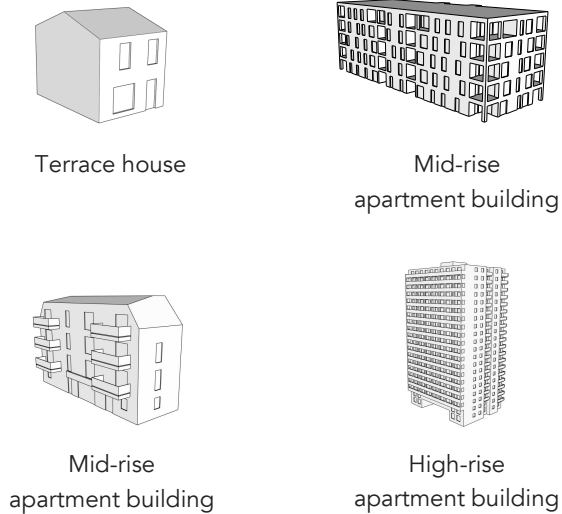 Terrace house
Mid-rise
apartment building
Mid-rise
apartment building
High-rise
apartment building